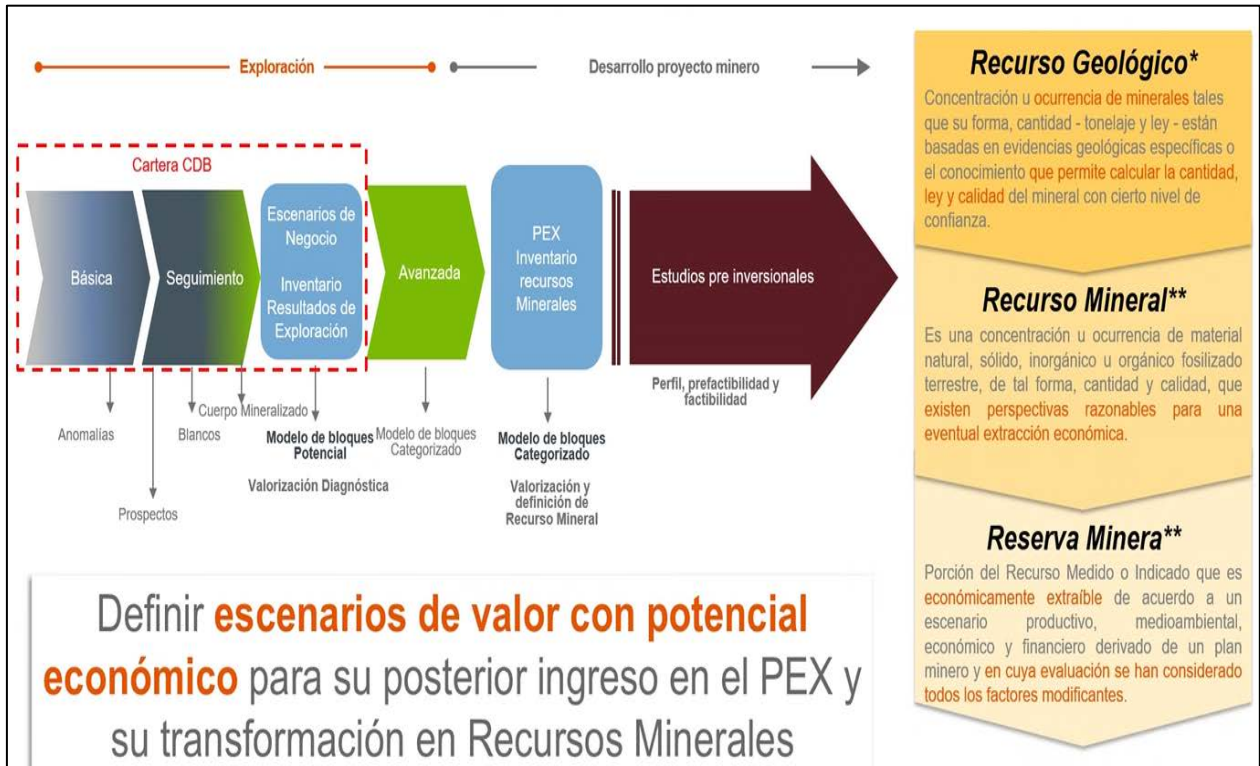 Exploración
Desarrollo proyecto minero
Cartera CDB
Básica
Seguimiento
Escenarios de
Negocio
Inventario
Resultados de
Exploración
Avanzada
PEX
Inventario
recursos
Minerales
Estudios pre inversionales
Perfil, prefactibilidad y
factibilidad
Anomalías
Prospectos
Blancos
Cuerpo Mineralizado
Modelo de bloques
Potencial
Valorización Diagnóstica
Modelo de bloques
Categorizado
Modelo de bloques
Categorizado
Valorización y
definición de
Recurso Mineral
Definir escenarios de valor con potencial
económico para su posterior ingreso en el PEX y
su transformación en Recursos Minerales
Recurso Geológico*
Concentración u ocurrencia de minerales tales
que su forma, cantidad - tonelaje y ley - están
basadas en evidencias geológicas específicas o
el conocimiento que permite calcular la cantidad,
ley y calidad del mineral con cierto nivel de
confianza.
Recurso Mineral**
Es una concentración u ocurrencia de material
natural, sólido, inorgánico u orgánico fosilizado
terrestre, de tal forma, cantidad y calidad, que
existen perspectivas razonables para una
eventual extracción económica.
Reserva Minera**
Porción del Recurso Medido o Indicado que es
económicamente extraíble de acuerdo a un
escenario productivo, medioambiental,
económico y financiero derivado de un plan
minero y en cuya evaluación se han considerado
todos los factores modificantes.